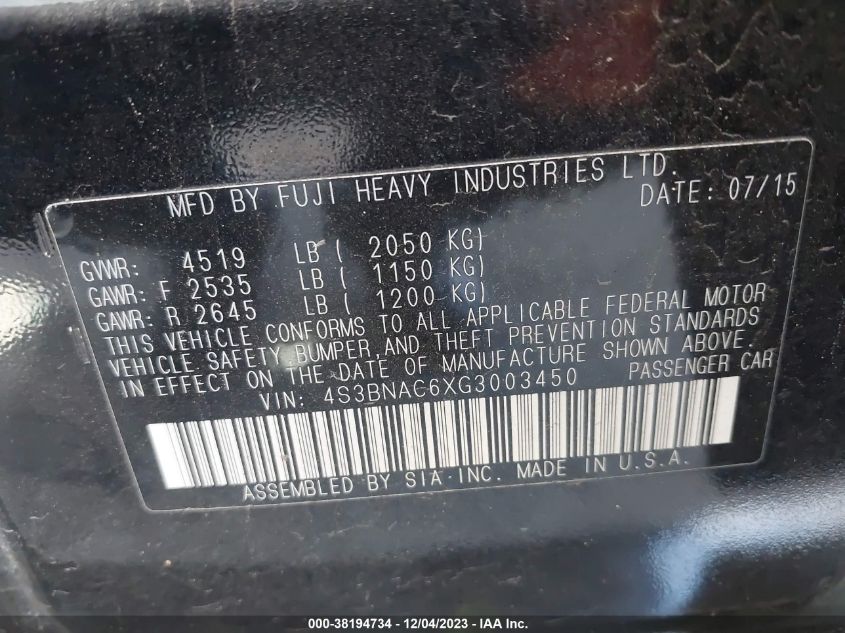 MFD BY FUJI HEAVY INDUSTRIES LTD.
DATE: 07/15
GVWR: 4519 LB ( 2050 KG)
GAWR: F 2535 LB ( 1150 KG)
GAWR: R 2645 LB ( 1200 KG)
THIS VEHICLE CONFORMS TO ALL APPLICABLE FEDERAL MOTOR
VEHICLE SAFETY, BUMPER, AND THEFT PREVENTION STANDARDS
IN EFFECT ON THE DATE OF MANUFACTURE SHOWN ABOVE.
VIN: 4S3BNAC6XG3003450 PASSENGER CAR
ASSEMBLED BY SIA-INC. MADE IN U.S.A.
000-38194734 - 12/04/2023 - IAA Inc.